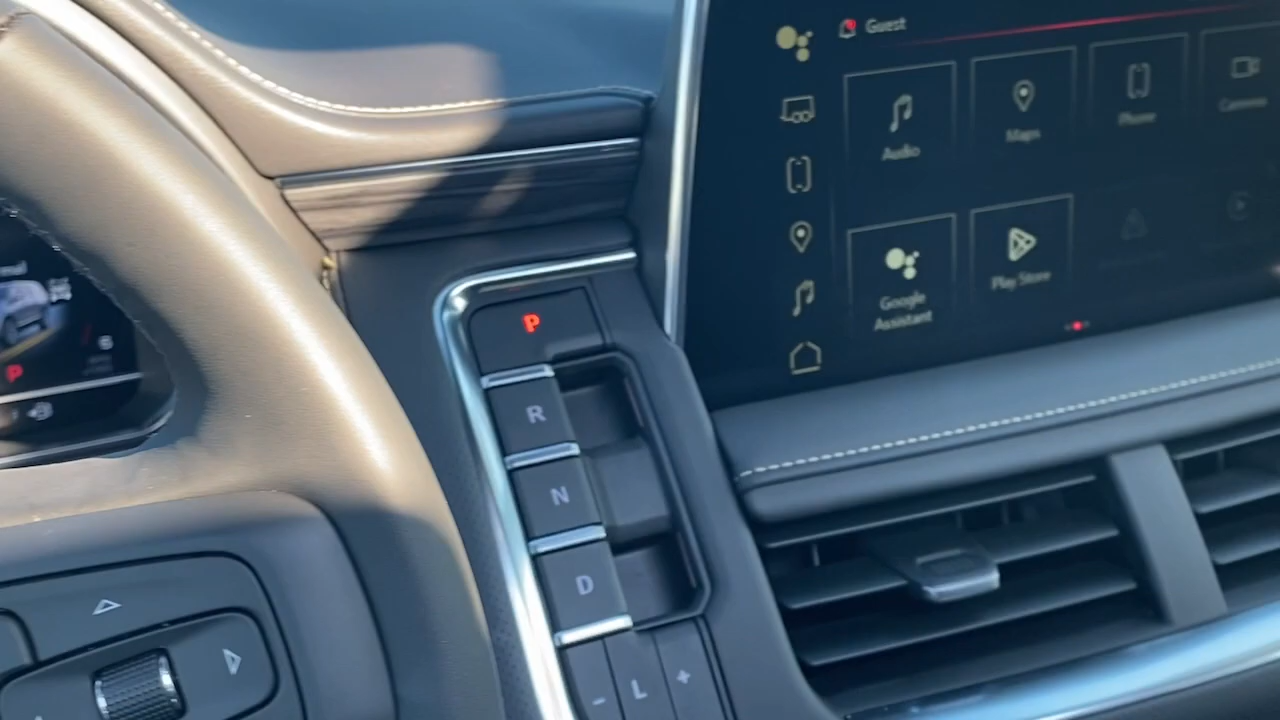 Guest
Audio
Maps
Phone
Camera
Google
Assistant
Play Store
P
R
N
D
- L +
P